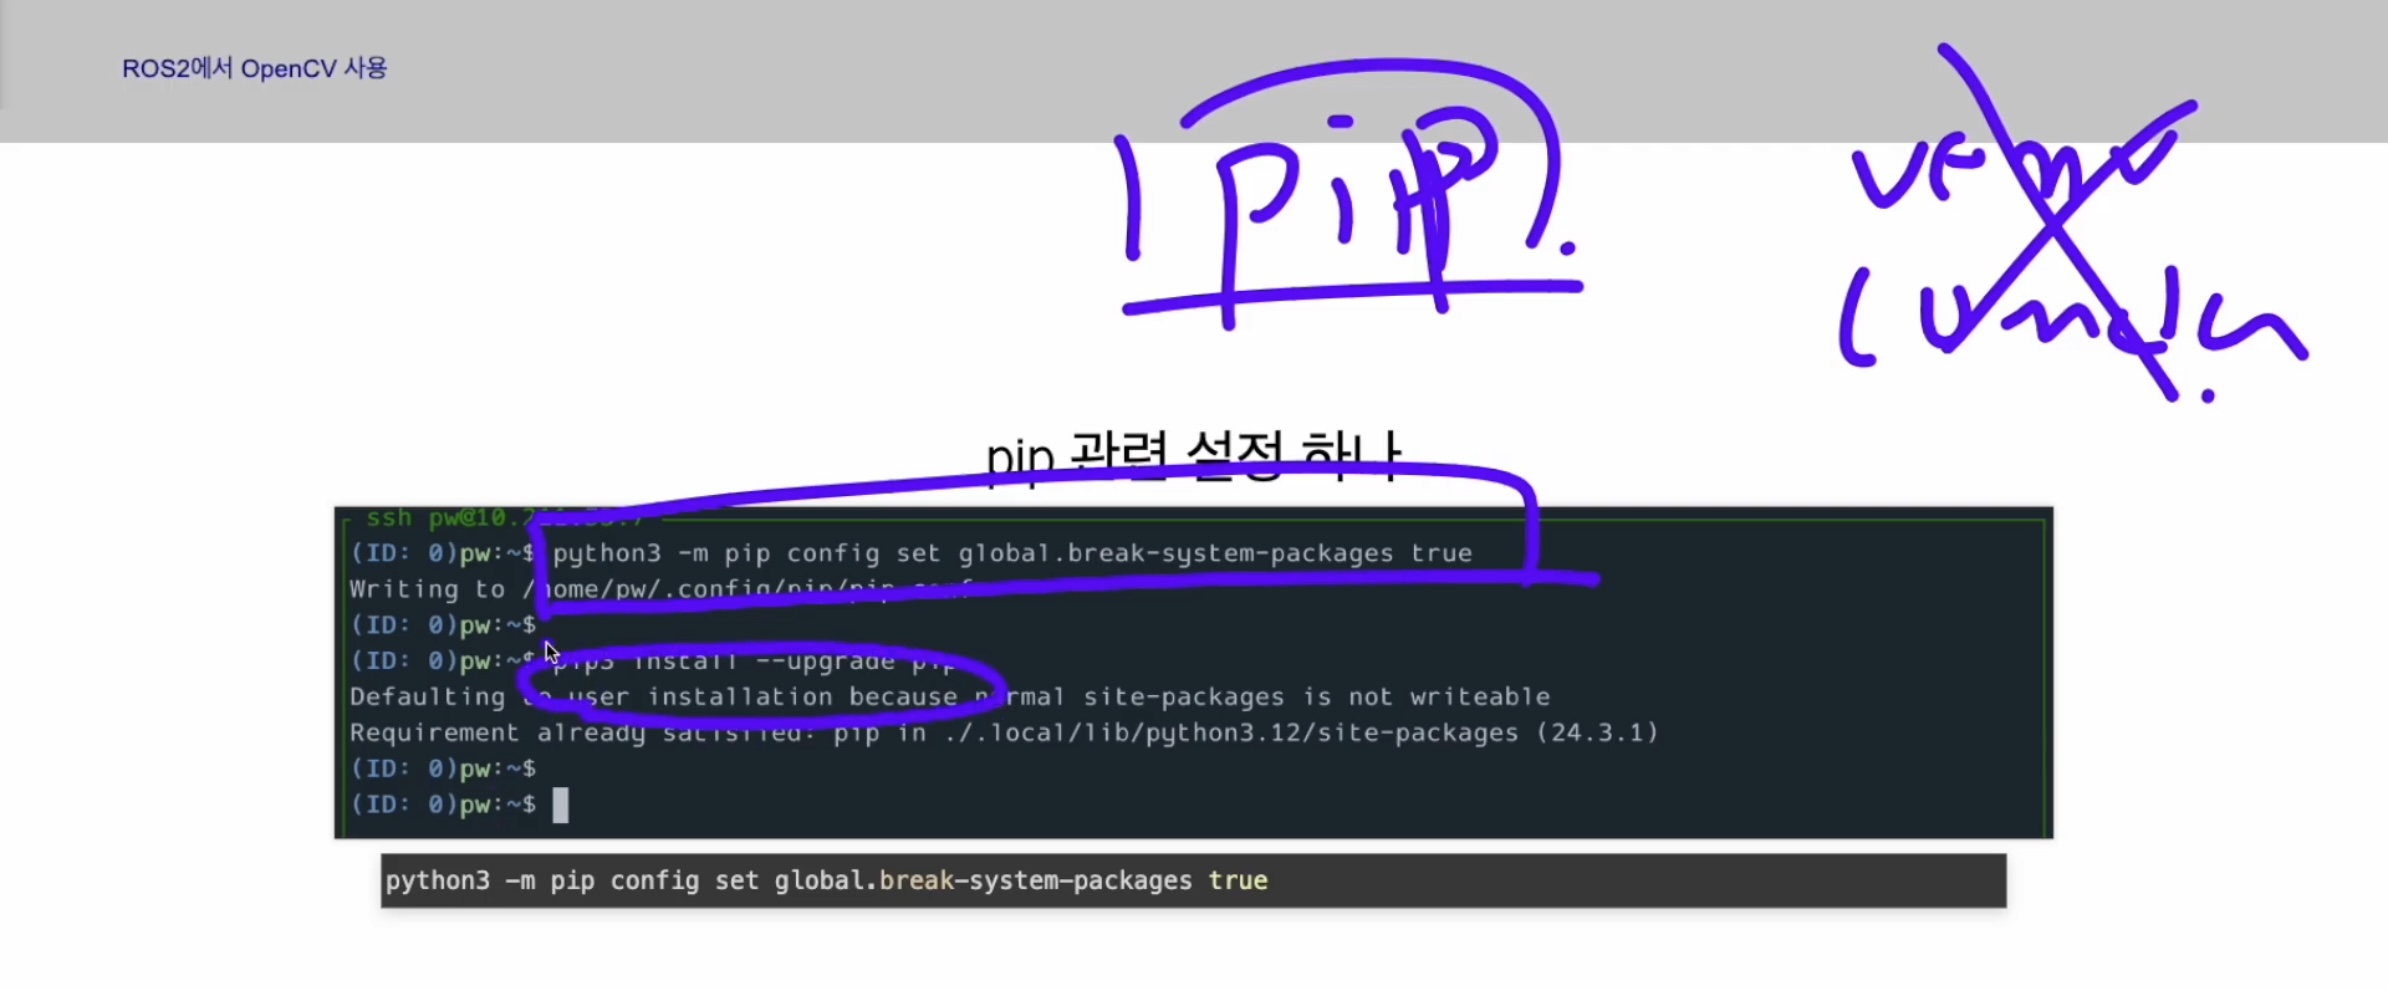 ROS2에서 OpenCV 사용
pip
pip 관련 설정 하나
ssh pw@10.211.55.7
(ID: 0)pw:~$ python3 -m pip config set global.break-system-packages true
Writing to /home/pw/.config/pip/pip.conf
(ID: 0)pw:~$
(ID: 0)pw:~$ pip3 install --upgrade pip
Defaulting to user installation because normal site-packages is not writeable
Requirement already satisfied: pip in ./.local/lib/python3.12/site-packages (24.3.1)
(ID: 0)pw:~$
(ID: 0)pw:~$
python3 -m pip config set global.break-system-packages true